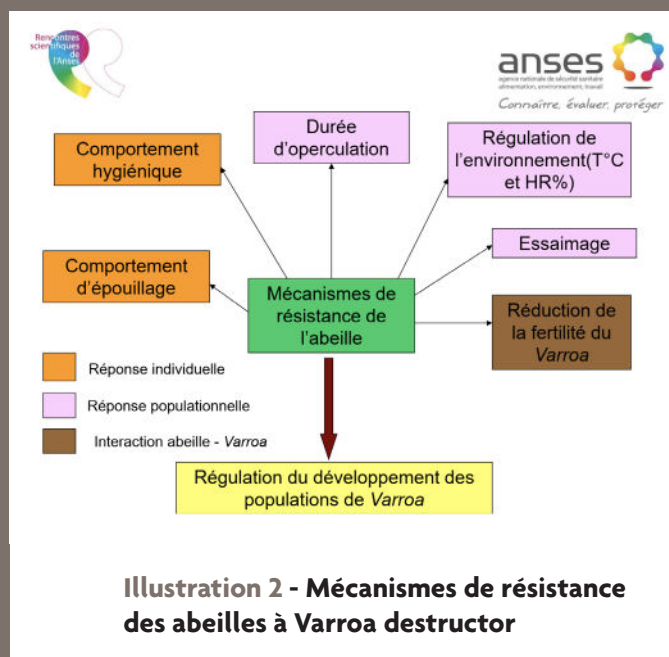 Rencontres
scientifiques
de
l'Anses
anses
agence nationale de sécurité sanitaire
alimentation, environnement, travail
Connaître, évaluer, protéger
Comportement
hygiénique
Durée
d'operculation
Régulation de
l'environnement(T°C
et HR%)
Essaimage
Comportement
d'épouillage
Mécanismes de
résistance de
l'abeille
Réduction de
la fertilité du
Varroa
Réponse individuelle
Réponse populationnelle
Interaction abeille - Varroa
Régulation du développement des
populations de Varroa
Illustration 2 - Mécanismes de résistance
des abeilles à Varroa destructor